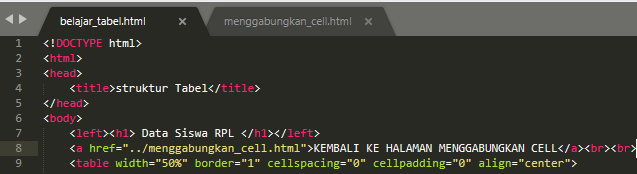 belajar_tabel.html × menggabungkan_cell.html ×
1 <!DOCTYPE html>
2 <html>
3 <head>
4 <title>struktur Tabel</title>
5 </head>
6 <body>
7 <left><h1> Data Siswa RPL </h1></left>
8 <a href="../menggabungkan_cell.html">KEMBALI KE HALAMAN MENGGABUNGKAN CELL</a><br><br>
9 <table width="50%" border="1" cellspacing="0" cellpadding="0" align="center">